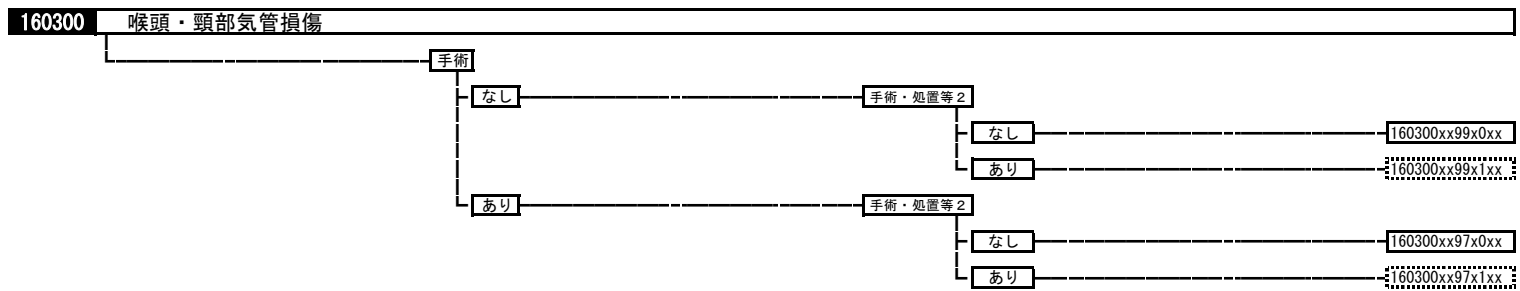 160300 喉頭・頸部気管損傷
手術
なし 手術・処置等２
なし 160300xx99x0xx
あり 160300xx99x1xx
あり 手術・処置等２
なし 160300xx97x0xx
あり 160300xx97x1xx